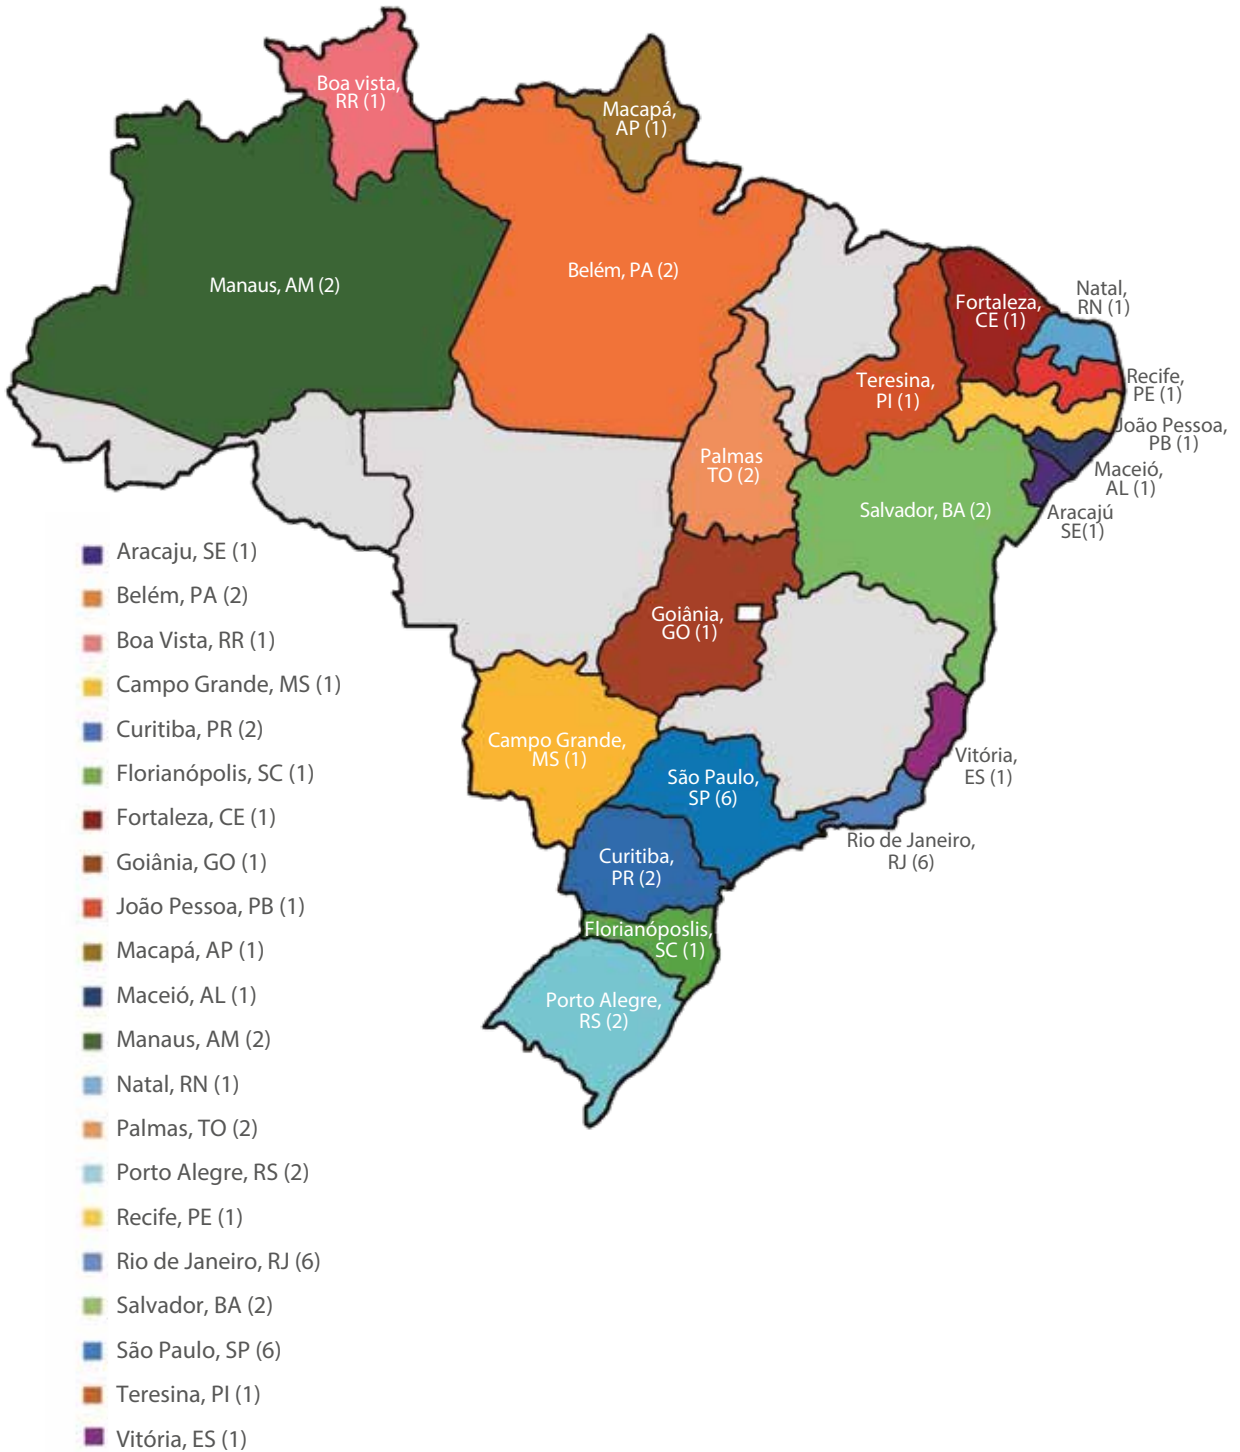 Boa vista,
RR (1)
Macapá,
AP (1)
Manaus, AM (2)
Belém, PA (2)
Fortaleza,
CE (1)
Natal,
RN (1)
Teresina,
PI (1)
Recife,
PE (1)
João Pessoa,
PB (1)
Palmas
TO (2)
Maceió,
AL (1)
Salvador, BA (2)
Aracajú
SE(1)
Goiânia,
GO (1)
Campo Grande,
MS (1)
São Paulo,
SP (6)
Vitória,
ES (1)
Rio de Janeiro,
RJ (6)
Curitiba,
PR (2)
Florianóposlis,
SC (1)
Porto Alegre,
RS (2)
Aracaju, SE (1)
Belém, PA (2)
Boa Vista, RR (1)
Campo Grande, MS (1)
Curitiba, PR (2)
Florianópolis, SC (1)
Fortaleza, CE (1)
Goiânia, GO (1)
João Pessoa, PB (1)
Macapá, AP (1)
Maceió, AL (1)
Manaus, AM (2)
Natal, RN (1)
Palmas, TO (2)
Porto Alegre, RS (2)
Recife, PE (1)
Rio de Janeiro, RJ (6)
Salvador, BA (2)
São Paulo, SP (6)
Teresina, PI (1)
Vitória, ES (1)